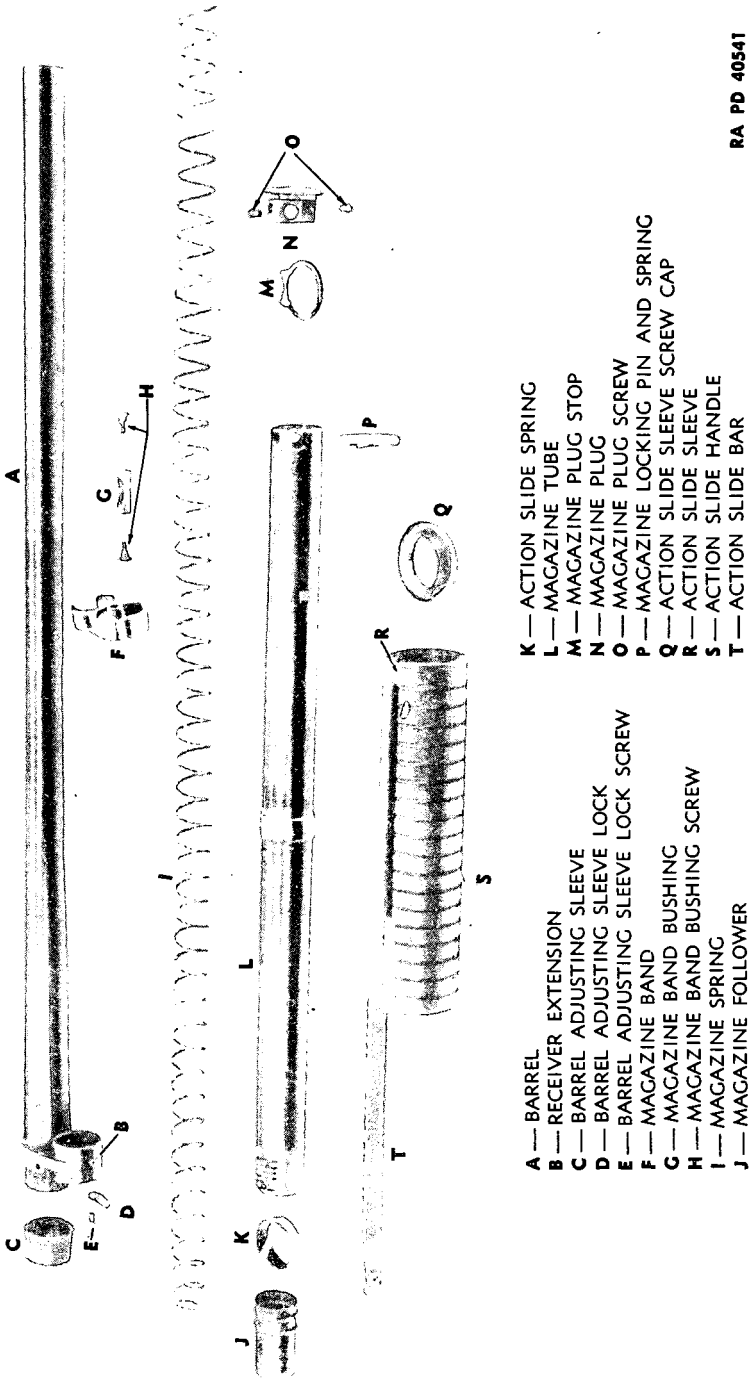 A
B
C
D
E
F
G
H
I
J
K
L
M
N
O
P
Q
R
S
T
A — BARREL
B — RECEIVER EXTENSION
C — BARREL ADJUSTING SLEEVE
D — BARREL ADJUSTING SLEEVE LOCK
E — BARREL ADJUSTING SLEEVE LOCK SCREW
F — MAGAZINE BAND
G — MAGAZINE BAND BUSHING
H — MAGAZINE BAND BUSHING SCREW
I — MAGAZINE SPRING
J — MAGAZINE FOLLOWER
K — ACTION SLIDE SPRING
L — MAGAZINE TUBE
M — MAGAZINE PLUG STOP
N — MAGAZINE PLUG
O — MAGAZINE PLUG SCREW
P — MAGAZINE LOCKING PIN AND SPRING
Q — ACTION SLIDE SLEEVE SCREW CAP
R — ACTION SLIDE SLEEVE
S — ACTION SLIDE HANDLE
T — ACTION SLIDE BAR
RA PD 40541